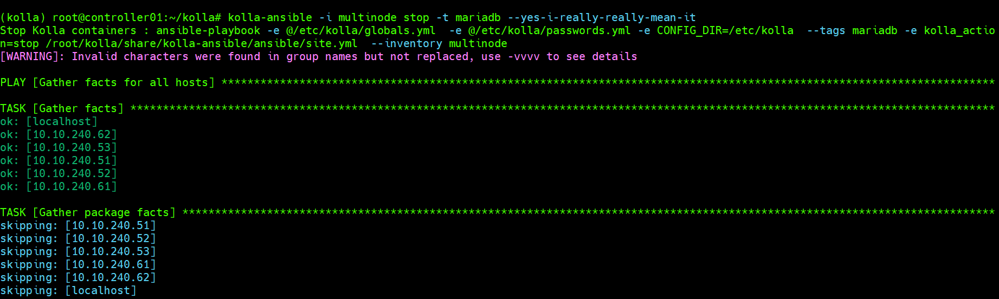 (kolla) root@controller01:~/kolla# kolla-ansible -i multinode stop -t mariadb --yes-i-really-really-mean-it
Stop Kolla containers : ansible-playbook -e @/etc/kolla/globals.yml  -e @/etc/kolla/passwords.yml -e CONFIG_DIR=/etc/kolla  --tags mariadb -e kolla_actio
n=stop /root/kolla/share/kolla-ansible/ansible/site.yml  --inventory multinode
[WARNING]: Invalid characters were found in group names but not replaced, use -vvvv to see details
PLAY [Gather facts for all hosts] ***********************************************************************************************************************
TASK [Gather facts] *************************************************************************************************************************************
ok: [localhost]
ok: [10.10.240.62]
ok: [10.10.240.53]
ok: [10.10.240.51]
ok: [10.10.240.52]
ok: [10.10.240.61]
TASK [Gather package facts] *****************************************************************************************************************************
skipping: [10.10.240.51]
skipping: [10.10.240.52]
skipping: [10.10.240.53]
skipping: [10.10.240.61]
skipping: [10.10.240.62]
skipping: [localhost]